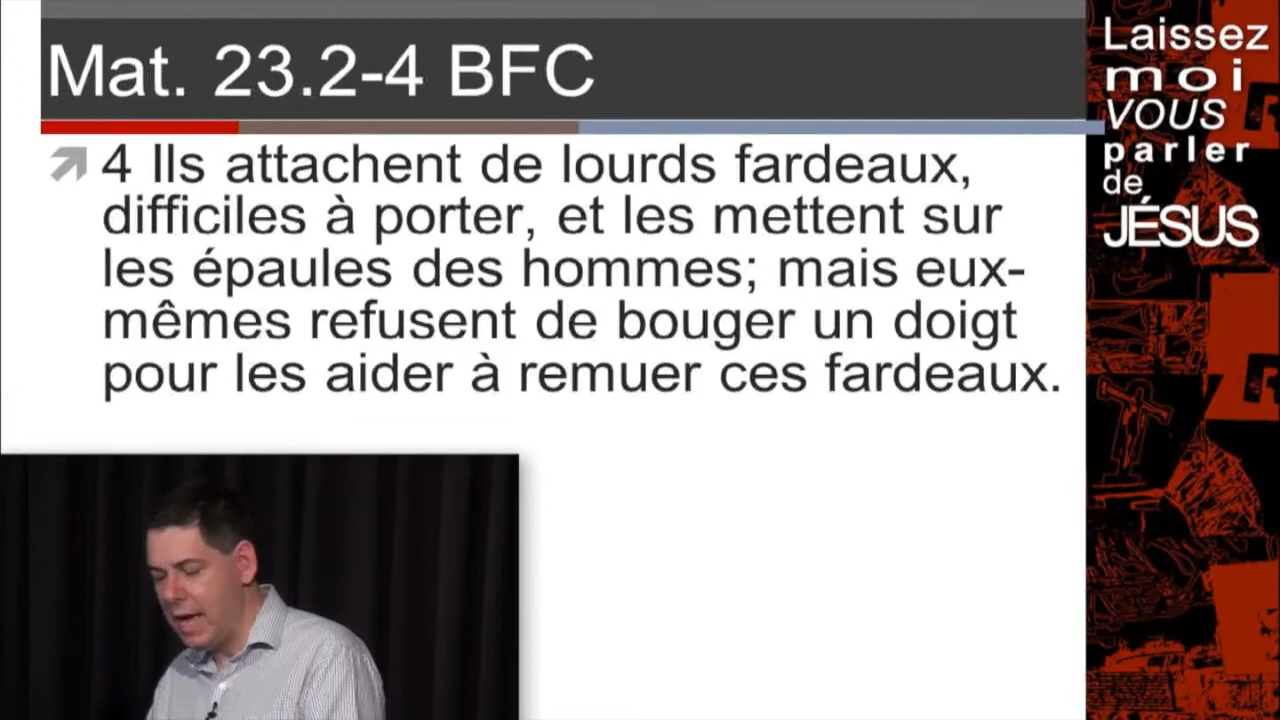 Mat. 23.2-4 BFC
4 Ils attachent de lourds fardeaux,
difficiles à porter, et les mettent sur
les épaules des hommes; mais eux-
mêmes refusent de bouger un doigt
pour les aider à remuer ces fardeaux.
Laissez
moi
VOUS
parler
de
JÉSUS